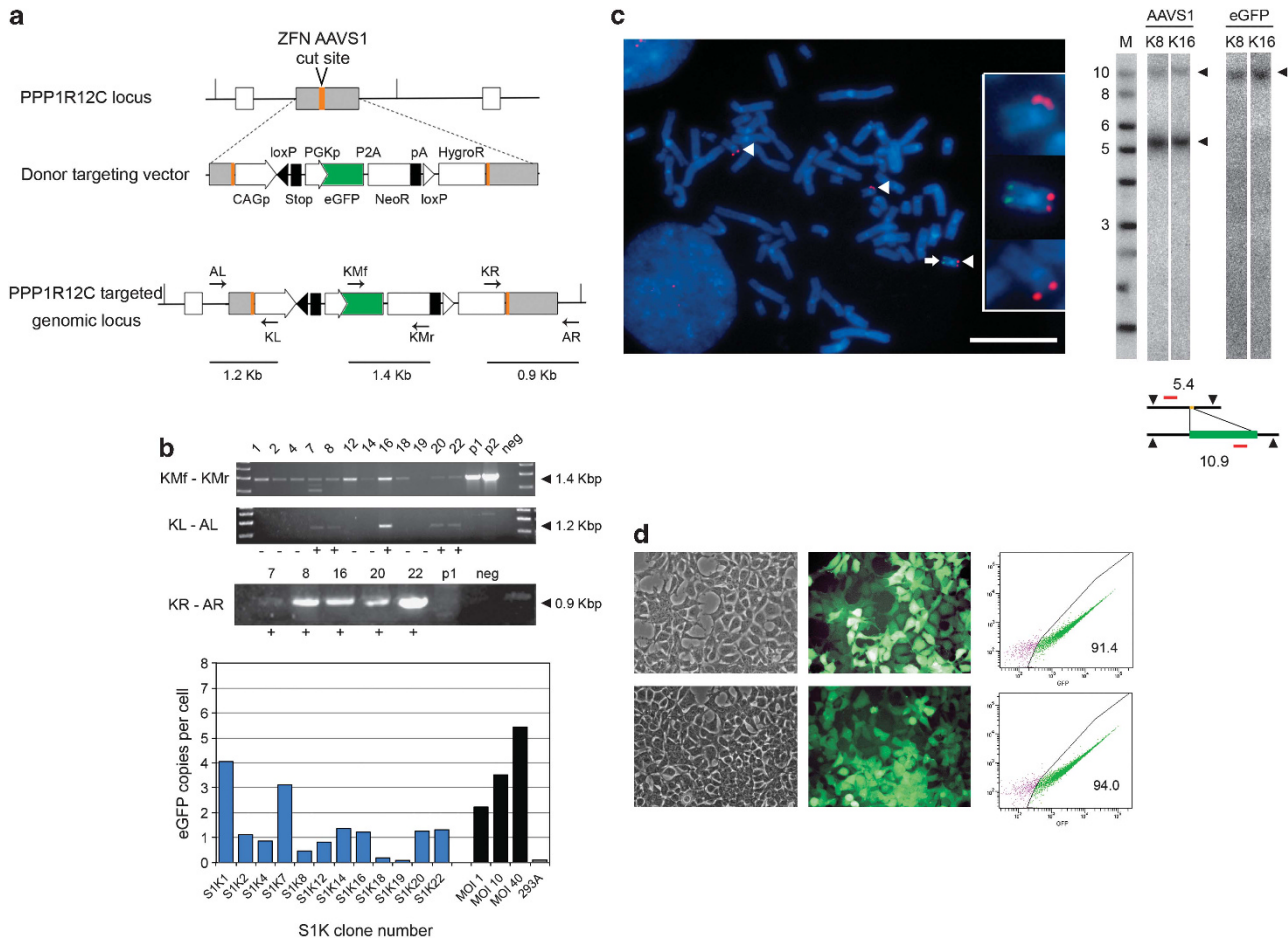 a
ZFN AAVS1
cut site
PPP1R12C locus
loxP PGKp P2A pA HygroR
Donor targeting vector
CAGp Stop eGFP NeoR loxP
AL KMf KR
PPP1R12C targeted
genomic locus
KL KMr AR
1.2 Kb 1.4 Kb 0.9 Kb
b
1 2 4 7 8 12 14 16 18 19 20 22 p1 p2 neg
KMf - KMr 1.4 Kbp
KL - AL 1.2 Kbp
- - - + + - - + - - + +
7 8 16 20 22 p1 neg
KR - AR 0.9 Kbp
+ + + + +
eGFP copies per cell
8
7
6
5
4
3
2
1
0
S1K1 S1K2 S1K4 S1K7 S1K8 S1K12 S1K14 S1K16 S1K18 S1K19 S1K20 S1K22 MOI 1 MOI 10 MOI 40 293A
S1K clone number
c
AAVS1 eGFP
M K8 K16 K8 K16
10
8
6
5
3
5.4
10.9
d
91.4
GFP
94.0
GFP